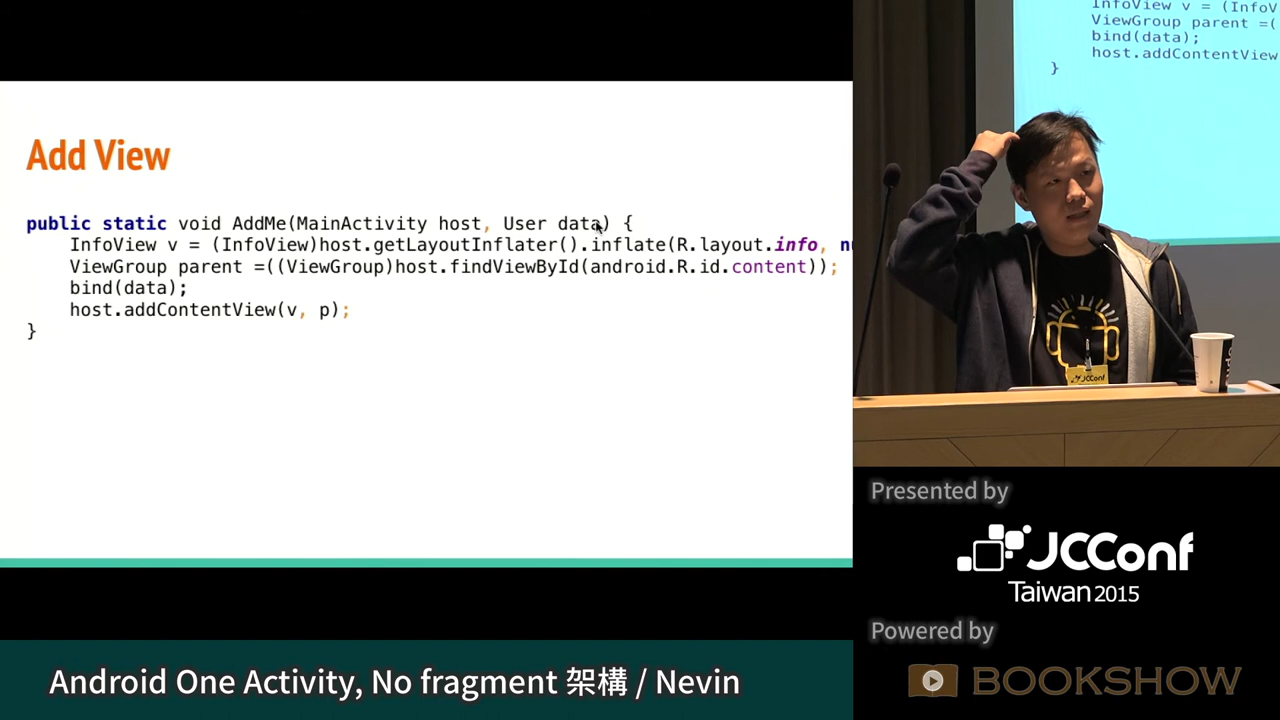 Add View
public static void AddMe(MainActivity host, User data) {
InfoView v = (InfoView)host.getLayoutInflater().inflate(R.layout.info, nu
ViewGroup parent =((ViewGroup)host.findViewById(android.R.id.content));
bind(data);
host.addContentView(v, p);
}
InfoView v = (InfoV
ViewGroup parent =(
bind(data);
host.addContentView
}
JCConf
Presented by
JCConf
Taiwan 2015
Powered by
BOOKSHOW
Android One Activity, No fragment 架構 / Nevin